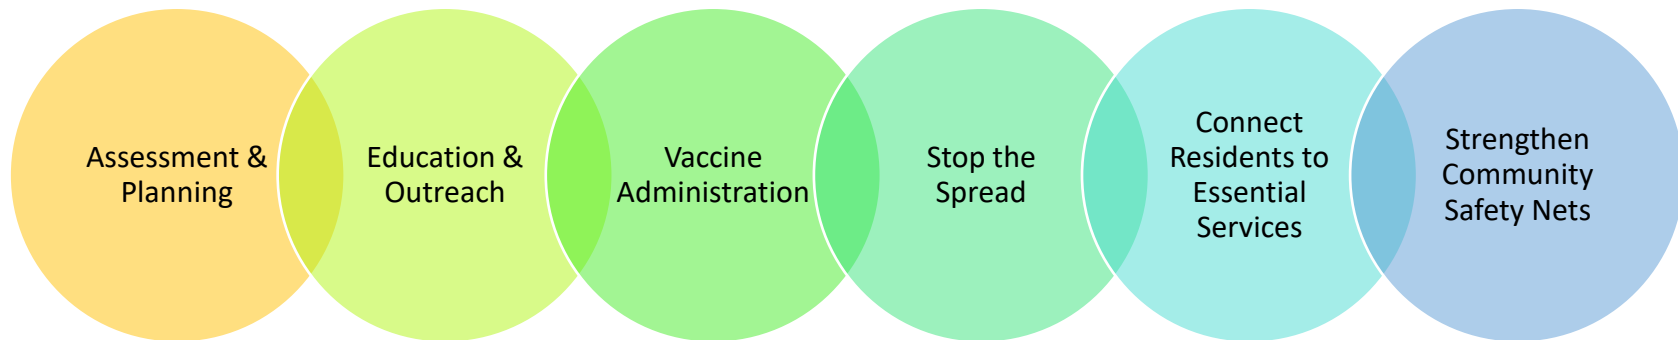 Assessment &
Planning
Education &
Outreach
Vaccine
Administration
Stop the
Spread
Connect
Residents to
Essential
Services
Strengthen
Community
Safety Nets